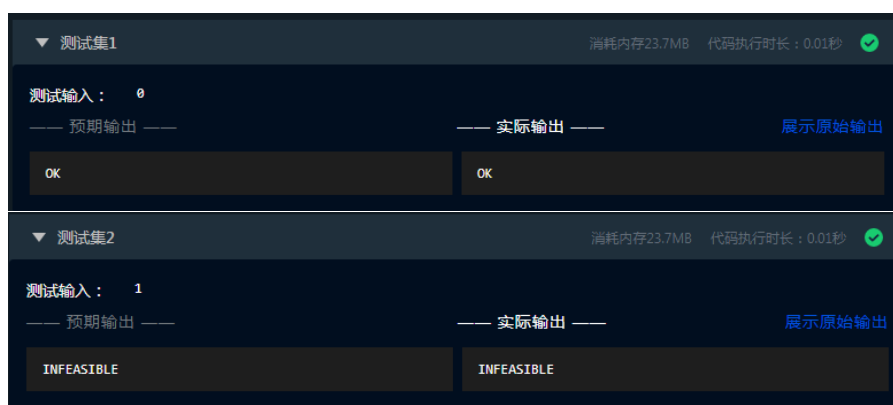 ▼ 测试集1 消耗内存23.7MB 代码执行时长：0.01秒
测试输入： 0
—— 预期输出 —— —— 实际输出 —— 展示原始输出
OK OK
▼ 测试集2 消耗内存23.7MB 代码执行时长：0.01秒
测试输入： 1
—— 预期输出 —— —— 实际输出 —— 展示原始输出
INFEASIBLE INFEASIBLE